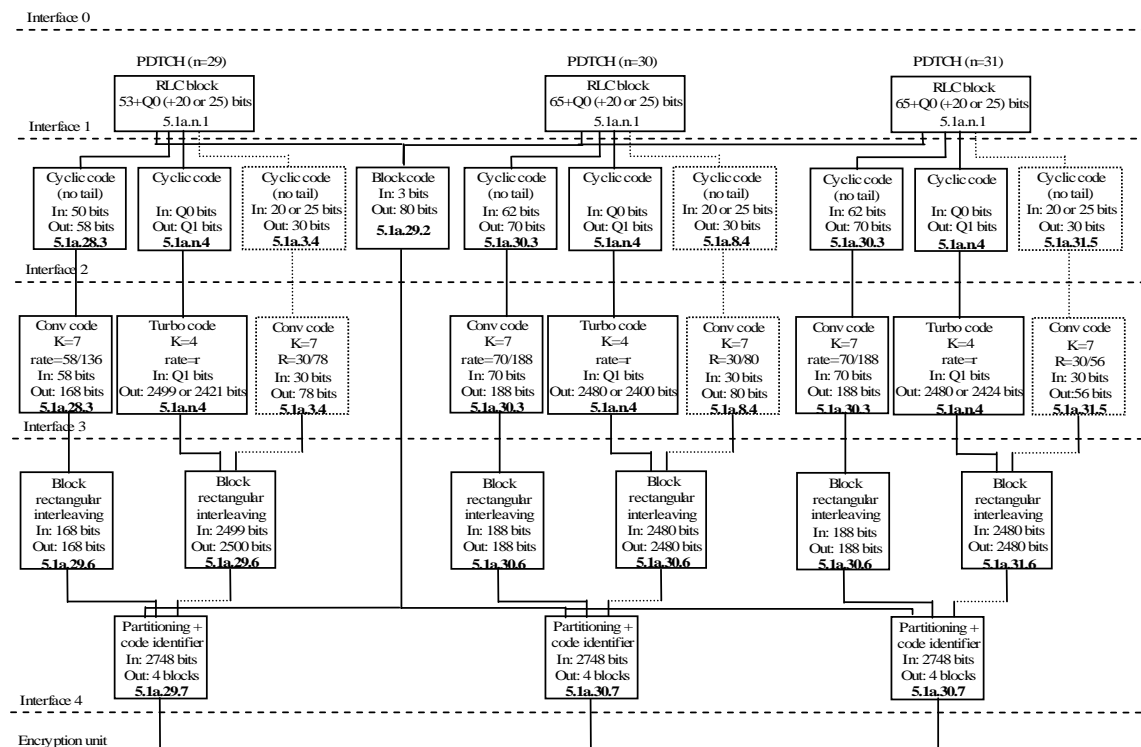 Interface 0
PDTCH (n=29)
PDTCH (n=30)
PDTCH (n=31)
RLC block
53+Q0 (+20 or 25) bits
5.1a.n.1
RLC block
65+Q0 (+20 or 25) bits
5.1a.n.1
RLC block
65+Q0 (+20 or 25) bits
5.1a.n.1
Interface 1
Cyclic code
(no tail)
In: 50 bits
Out: 58 bits
5.1a.28.3
Cyclic code
In: Q0 bits
Out: Q1 bits
5.1a.n.4
Cyclic code
(no tail)
In: 20 or 25 bits
Out: 30 bits
5.1a.3.4
Block code
In: 3 bits
Out: 80 bits
5.1a.29.2
Cyclic code
(no tail)
In: 62 bits
Out: 70 bits
5.1a.30.3
Cyclic code
In: Q0 bits
Out: Q1 bits
5.1a.n.4
Cyclic code
(no tail)
In: 20 or 25 bits
Out: 30 bits
5.1a.8.4
Cyclic code
(no tail)
In: 62 bits
Out: 70 bits
5.1a.30.3
Cyclic code
In: Q0 bits
Out: Q1 bits
5.1a.n.4
Cyclic code
(no tail)
In: 20 or 25 bits
Out: 30 bits
5.1a.31.5
Interface 2
Conv code
K=7
rate=58/136
In: 58 bits
Out: 168 bits
5.1a.28.3
Turbo code
K=4
rate=r
In: Q1 bits
Out: 2499 or 2421 bits
5.1a.n.4
Conv code
K=7
R=30/78
In: 30 bits
Out: 78 bits
5.1a.3.4
Conv code
K=7
rate=70/188
In: 70 bits
Out: 188 bits
5.1a.30.3
Turbo code
K=4
rate=r
In: Q1 bits
Out: 2480 or 2400 bits
5.1a.n.4
Conv code
K=7
R=30/80
In: 30 bits
Out: 80 bits
5.1a.8.4
Conv code
K=7
rate=70/188
In: 70 bits
Out: 188 bits
5.1a.30.3
Turbo code
K=4
rate=r
In: Q1 bits
Out: 2480 or 2424 bits
5.1a.n.4
Conv code
K=7
R=30/56
In: 30 bits
Out:56 bits
5.1a.31.5
Interface 3
Block
rectangular
interleaving
In: 168 bits
Out: 168 bits
5.1a.29.6
Block
rectangular
interleaving
In: 2499 bits
Out: 2500 bits
5.1a.29.6
Block
rectangular
interleaving
In: 188 bits
Out: 188 bits
5.1a.30.6
Block
rectangular
interleaving
In: 2480 bits
Out: 2480 bits
5.1a.30.6
Block
rectangular
interleaving
In: 188 bits
Out: 188 bits
5.1a.30.6
Block
rectangular
interleaving
In: 2480 bits
Out: 2480 bits
5.1a.31.6
Partitioning +
code identifier
In: 2748 bits
Out: 4 blocks
5.1a.29.7
Partitioning +
code identifier
In: 2748 bits
Out: 4 blocks
5.1a.30.7
Partitioning +
code identifier
In: 2748 bits
Out: 4 blocks
5.1a.30.7
Interface 4
Encryption unit